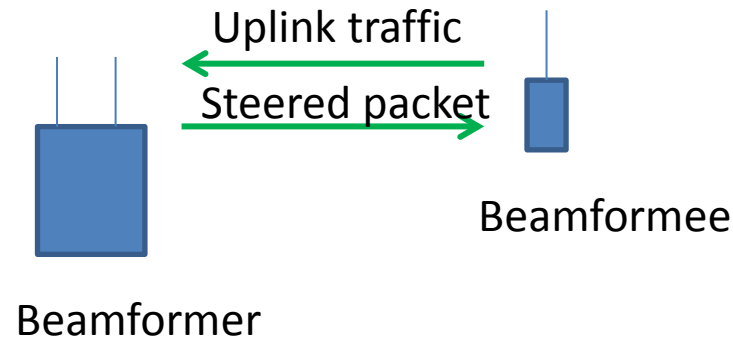 Uplink traffic
Steered packet
Beamformee
Beamformer